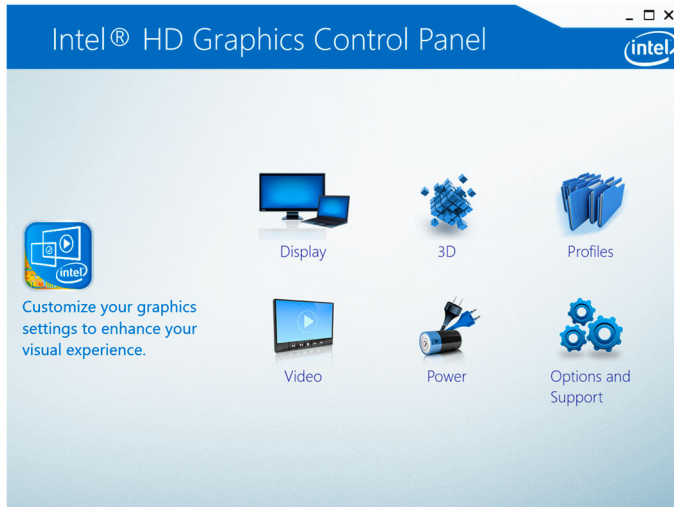 Intel® HD Graphics Control Panel
intel
Display
3D
Profiles
intel
Customize your graphics
settings to enhance your
visual experience.
Video
Power
Options and
Support